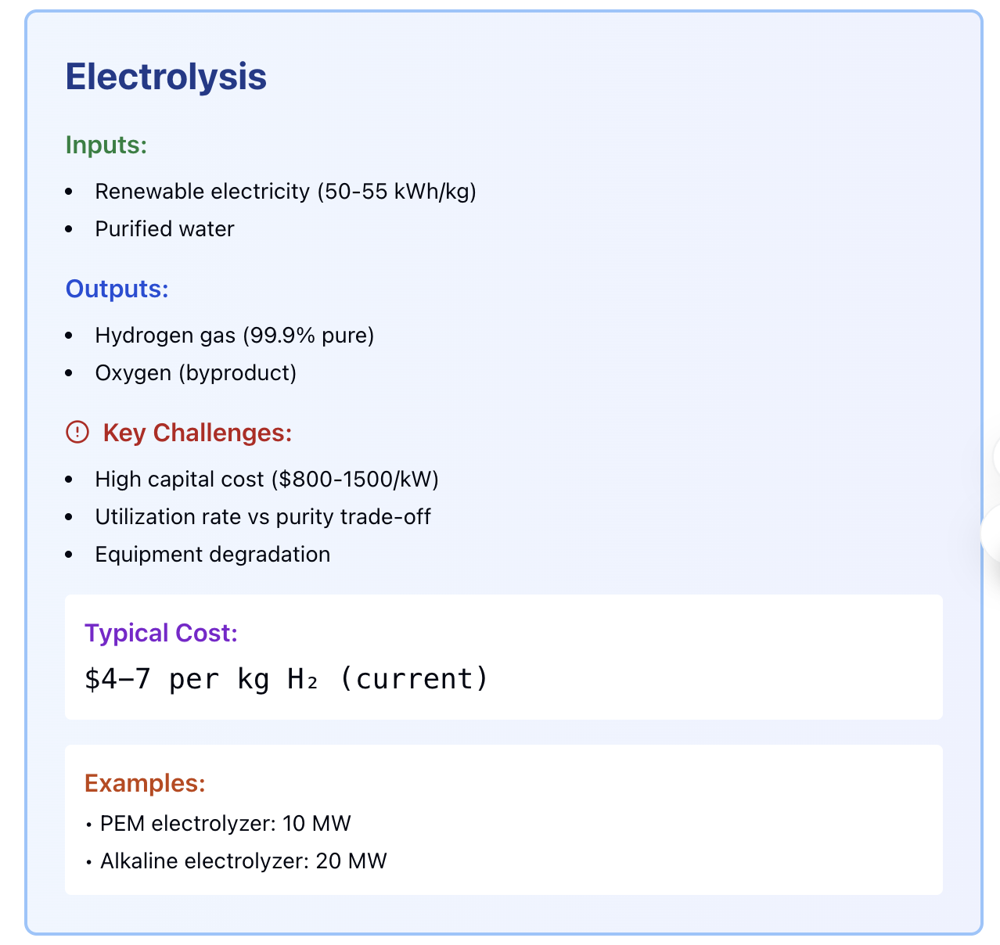 Electrolysis
Inputs:
• Renewable electricity (50-55 kWh/kg)
• Purified water
Outputs:
• Hydrogen gas (99.9% pure)
• Oxygen (byproduct)
Key Challenges:
• High capital cost ($800-1500/kW)
• Utilization rate vs purity trade-off
• Equipment degradation
Typical Cost:
$4–7 per kg H₂ (current)
Examples:
• PEM electrolyzer: 10 MW
• Alkaline electrolyzer: 20 MW